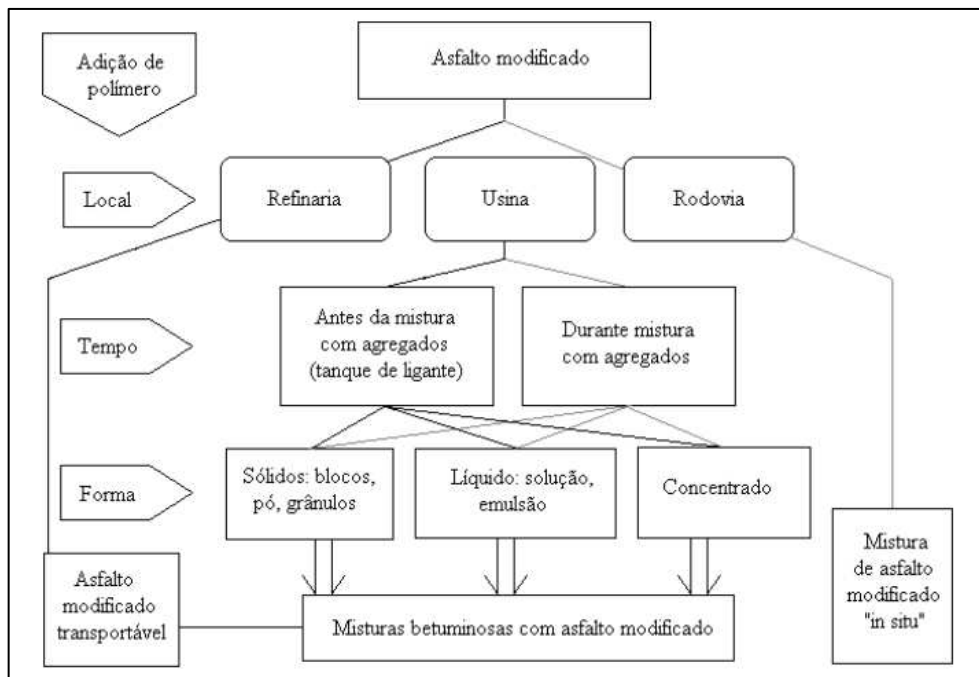 Adição de
polímero
Asfalto modificado
Local
Refinaria
Usina
Rodovia
Tempo
Antes da mistura
com agregados
(tanque de ligante)
Durante mistura
com agregados
Forma
Sólidos: blocos,
pó, grânulos
Líquido: solução,
emulsão
Concentrado
Asfalto
modificado
transportável
Misturas betuminosas com asfalto modificado
Mistura
de asfalto
modificado
"in situ"